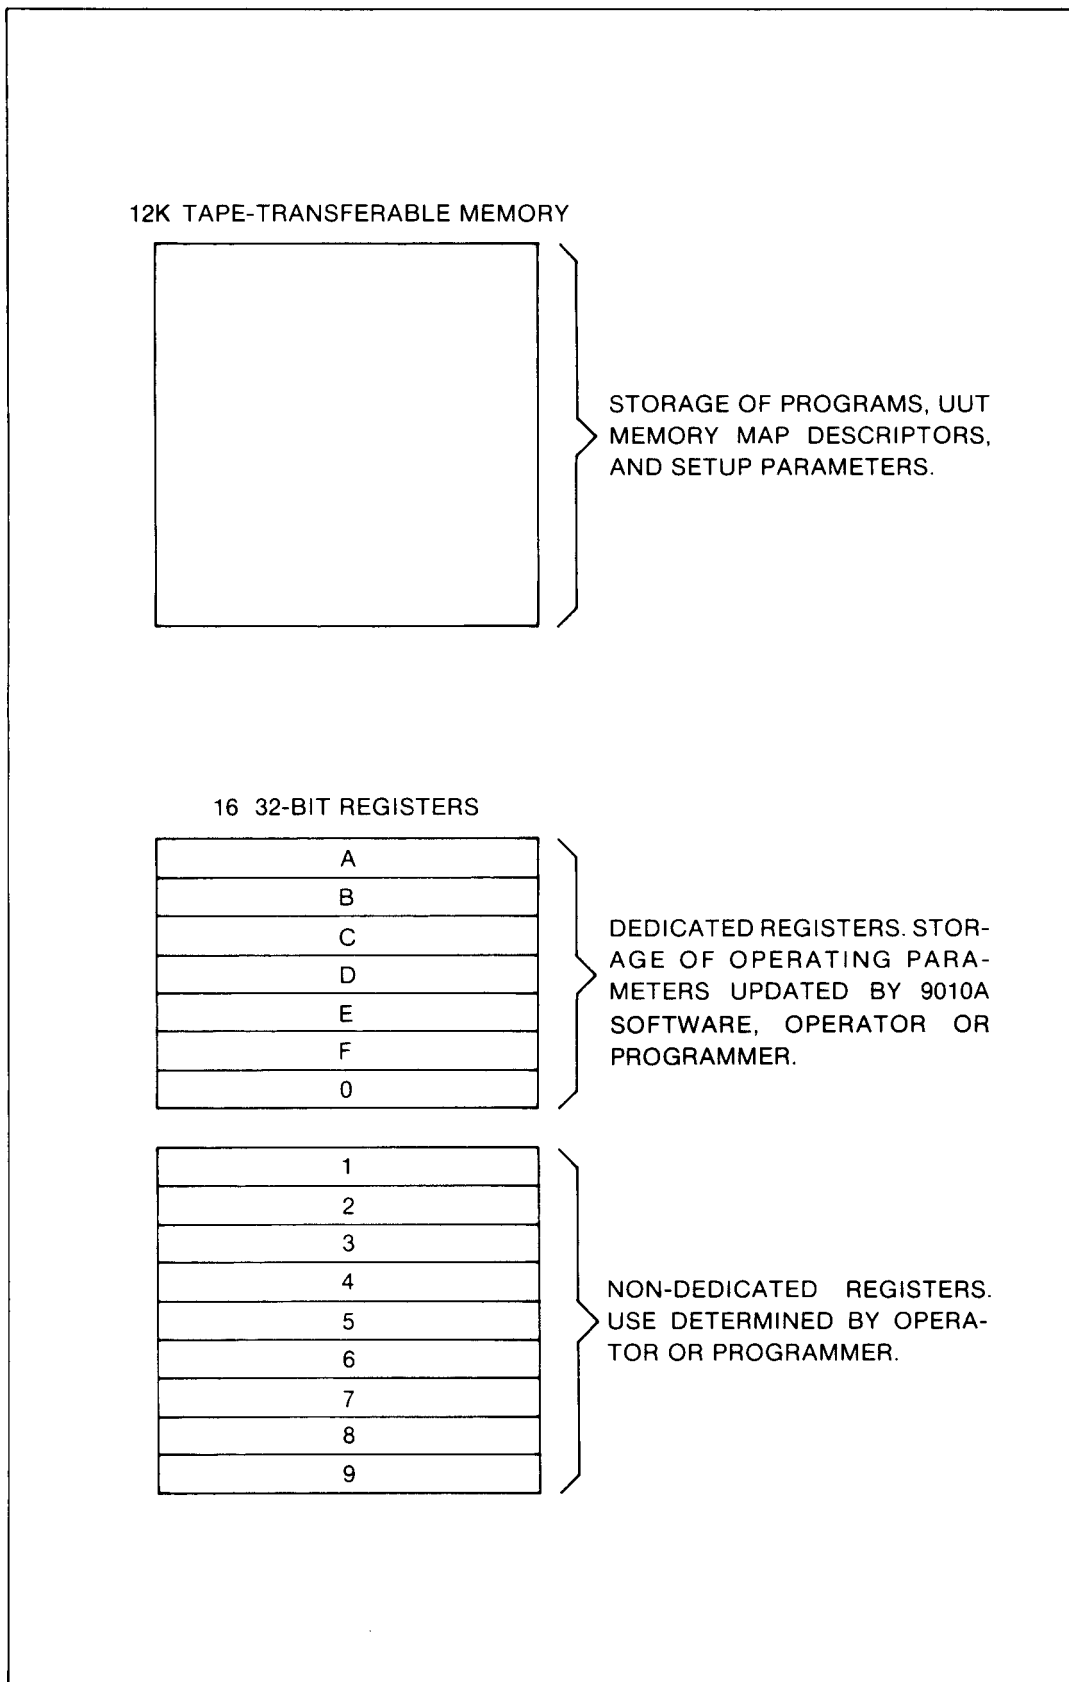 12K TAPE-TRANSFERABLE MEMORY
STORAGE OF PROGRAMS, UUT
MEMORY MAP DESCRIPTORS,
AND SETUP PARAMETERS.
16 32-BIT REGISTERS
A
B
C
D
E
F
0
DEDICATED REGISTERS. STOR-
AGE OF OPERATING PARA-
METERS UPDATED BY 9010A
SOFTWARE, OPERATOR OR
PROGRAMMER.
1
2
3
4
5
6
7
8
9
NON-DEDICATED REGISTERS.
USE DETERMINED BY OPERA-
TOR OR PROGRAMMER.